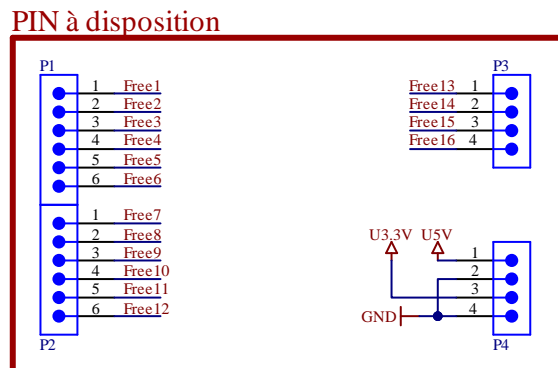 PIN à disposition
P1
1 Free1
2 Free2
3 Free3
4 Free4
5 Free5
6 Free6
1 Free7
2 Free8
3 Free9
4 Free10
5 Free11
6 Free12
P2
P3
Free13 1
Free14 2
Free15 3
Free16 4
U3.3V U5V
1
2
3
GND 4
P4